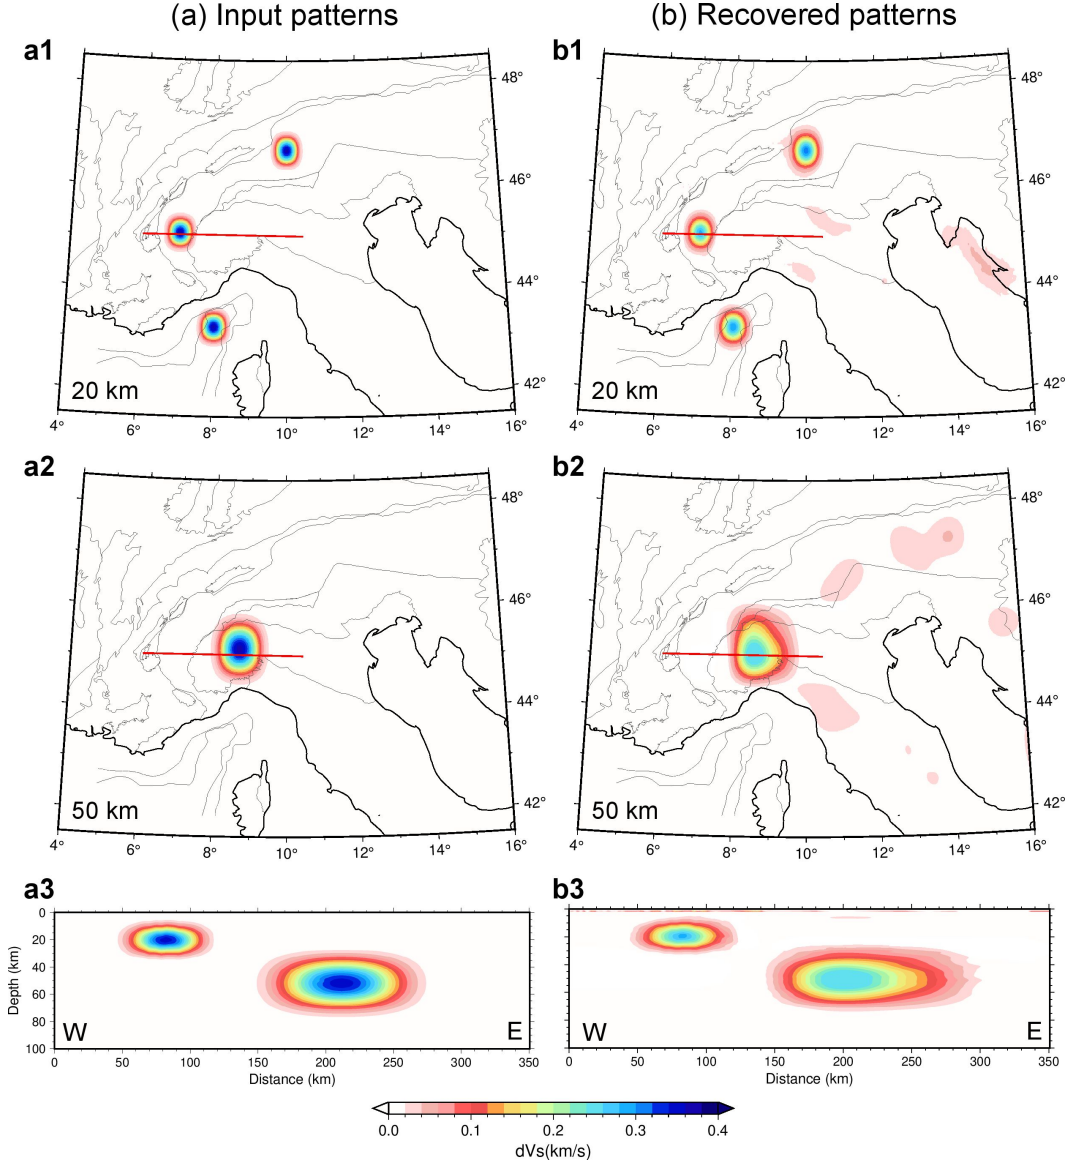 (a) Input patterns
(b) Recovered patterns
a1
b1
48°
46°
44°
42°
20 km
4°
6°
8°
10°
12°
14°
16°
48°
46°
44°
42°
20 km
4°
6°
8°
10°
12°
14°
16°
a2
b2
48°
46°
44°
42°
50 km
4°
6°
8°
10°
12°
14°
16°
48°
46°
44°
42°
50 km
4°
6°
8°
10°
12°
14°
16°
a3
b3
0
20
40
60
80
100
Depth (km)
W
E
0 50 100 150 200 250 300 350
Distance (km)
W
E
0 50 100 150 200 250 300 350
Distance (km)
0.0 0.1 0.2 0.3 0.4
dVs(km/s)